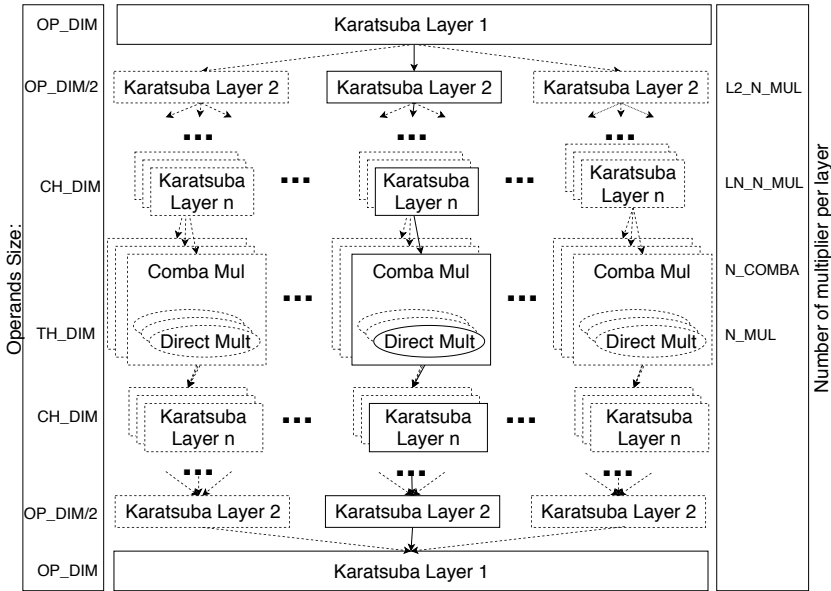 OP_DIM
Karatsuba Layer 1
OP_DIM/2
Karatsuba Layer 2
Karatsuba Layer 2
Karatsuba Layer 2
L2_N_MUL
CH_DIM
Karatsuba
Layer n
Karatsuba
Layer n
Karatsuba
Layer n
LN_N_MUL
Comba Mul
Comba Mul
Comba Mul
N_COMBA
TH_DIM
Direct Mult
Direct Mult
Direct Mult
N_MUL
CH_DIM
Karatsuba
Layer n
Karatsuba
Layer n
Karatsuba
Layer n
OP_DIM/2
Karatsuba Layer 2
Karatsuba Layer 2
Karatsuba Layer 2
OP_DIM
Karatsuba Layer 1
Operands Size:
Number of multiplier per layer